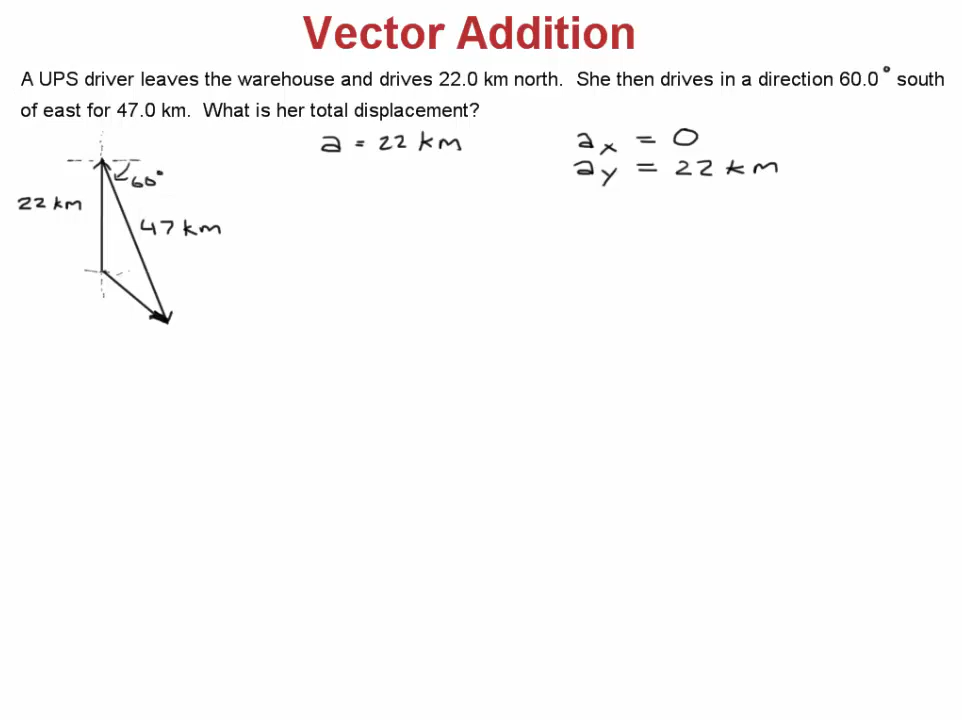 Vector Addition
A UPS driver leaves the warehouse and drives 22.0 km north. She then drives in a direction 60.0° south
of east for 47.0 km. What is her total displacement?
a = 22 km
ax = 0
ay = 22 km
60°
22 km
47 km